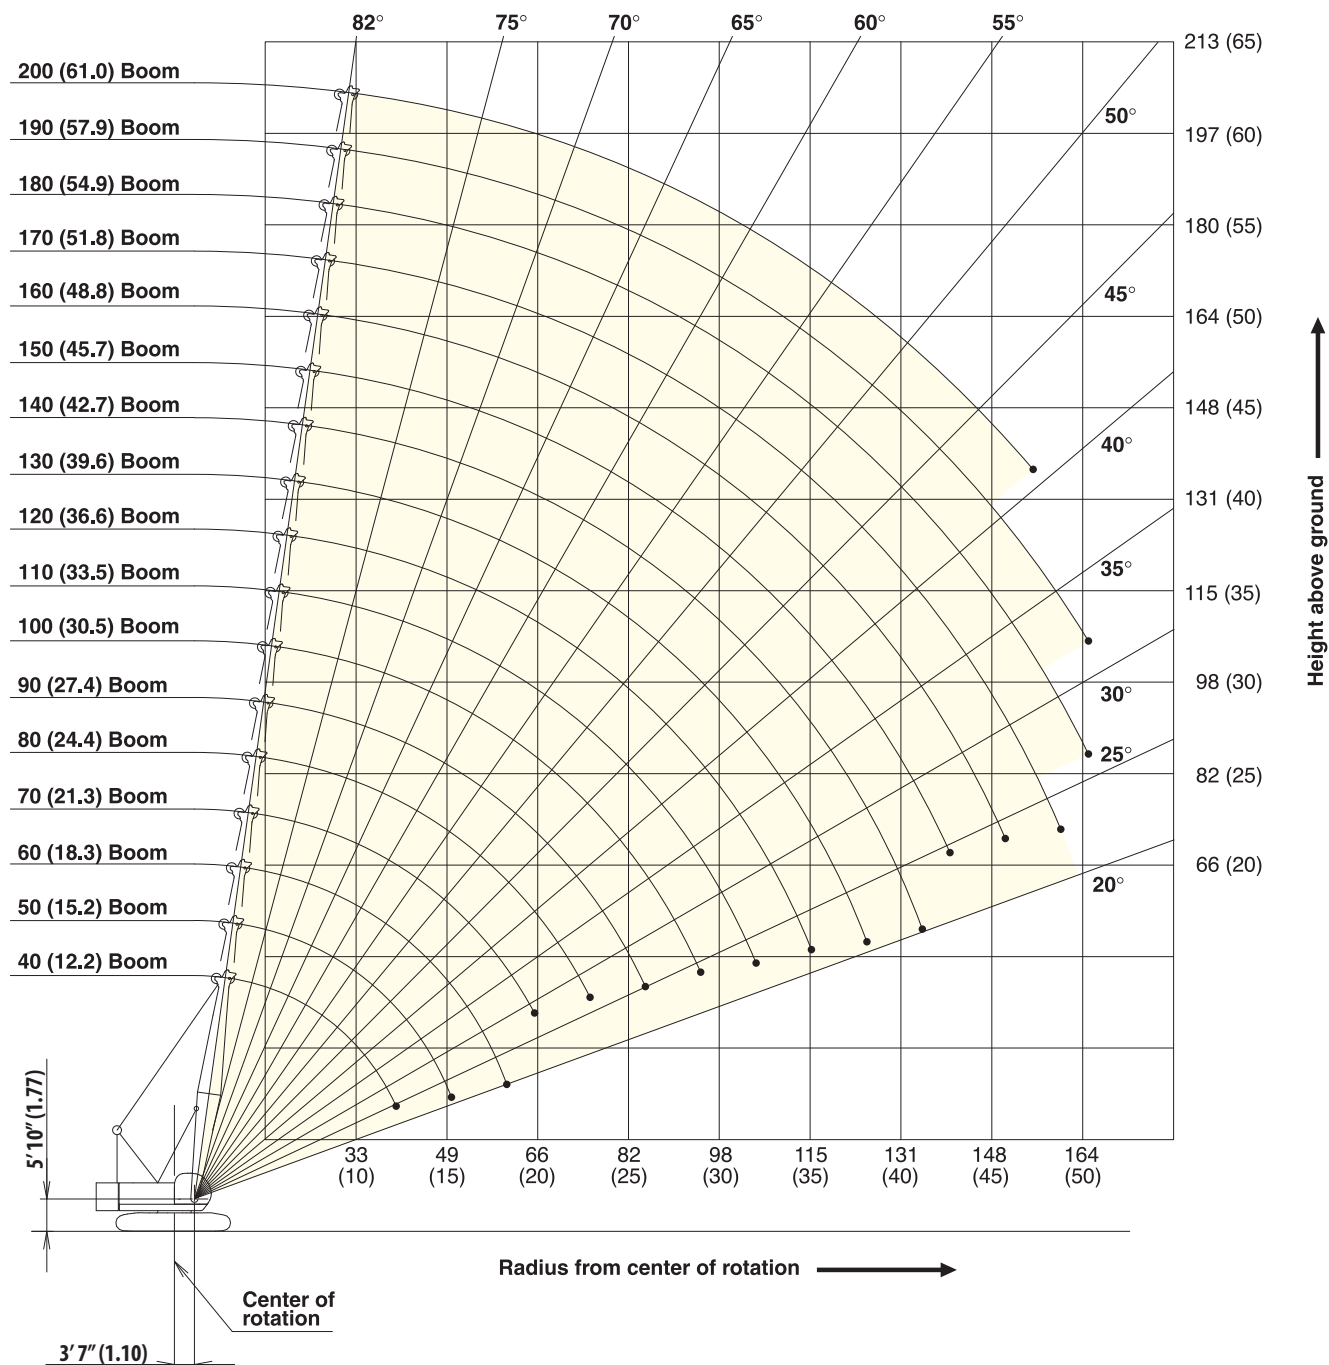 82° 75° 70° 65° 60° 55°
213 (65)
200 (61.0) Boom
50°
190 (57.9) Boom
197 (60)
180 (54.9) Boom
180 (55)
170 (51.8) Boom
160 (48.8) Boom
45°
164 (50)
150 (45.7) Boom
140 (42.7) Boom
148 (45)
40°
130 (39.6) Boom
131 (40)
120 (36.6) Boom
110 (33.5) Boom
35°
115 (35)
100 (30.5) Boom
90 (27.4) Boom
98 (30)
30°
80 (24.4) Boom
25°
82 (25)
70 (21.3) Boom
60 (18.3) Boom
66 (20)
20°
50 (15.2) Boom
40 (12.2) Boom
Height above ground
5' 10" (1.77)
33 49 66 82 98 115 131 148 164
(10) (15) (20) (25) (30) (35) (40) (45) (50)
Radius from center of rotation
Center of
rotation
3' 7" (1.10)